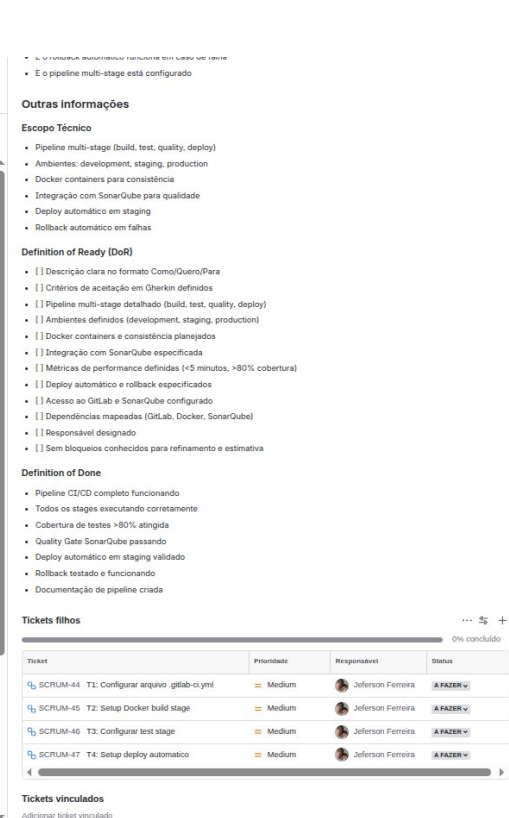 E o rollback automático funciona em caso de falha
E o pipeline multi-stage está configurado
Outras informações
Escopo Técnico
Pipeline multi-stage (build, test, quality, deploy)
Ambientes: development, staging, production
Docker containers para consistência
Integração com SonarQube para qualidade
Deploy automático em staging
Rollback automático em falhas
Definition of Ready (DoR)
[ ] Descrição clara no formato Como/Quero/Para
[ ] Critérios de aceitação em Gherkin definidos
[ ] Pipeline multi-stage detalhado (build, test, quality, deploy)
[ ] Ambientes definidos (development, staging, production)
[ ] Docker containers e consistência planejados
[ ] Integração com SonarQube especificada
[ ] Métricas de performance definidas (<5 minutos, >80% cobertura)
[ ] Deploy automático e rollback especificados
[ ] Acesso ao GitLab e SonarQube configurado
[ ] Dependências mapeadas (GitLab, Docker, SonarQube)
[ ] Responsável designado
[ ] Sem bloqueios conhecidos para refinamento e estimativa
Definition of Done
Pipeline CI/CD completo funcionando
Todos os stages executando corretamente
Cobertura de testes >80% atingida
Quality Gate SonarQube passando
Deploy automático em staging validado
Rollback testado e funcionando
Documentação de pipeline criada
Tickets filhos
0% concluído
Ticket Prioridade Responsável Status
SCRUM-44 T1: Configurar arquivo .gitlab-ci.yml Medium Jeferson Ferreira A FAZER
SCRUM-45 T2: Setup Docker build stage Medium Jeferson Ferreira A FAZER
SCRUM-46 T3: Configurar test stage Medium Jeferson Ferreira A FAZER
SCRUM-47 T4: Setup deploy automatico Medium Jeferson Ferreira A FAZER
Tickets vinculados
Adicionar ticket vinculado